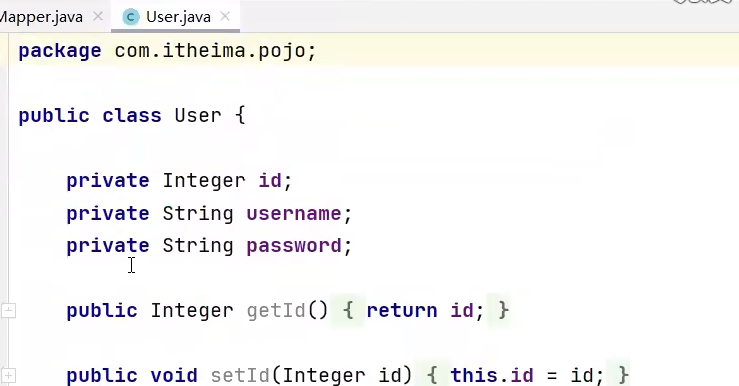 Mapper.java × User.java ×
package com.itheima.pojo;
public class User {
private Integer id;
private String username;
private String password;
public Integer getId() { return id; }
public void setId(Integer id) { this.id = id; }